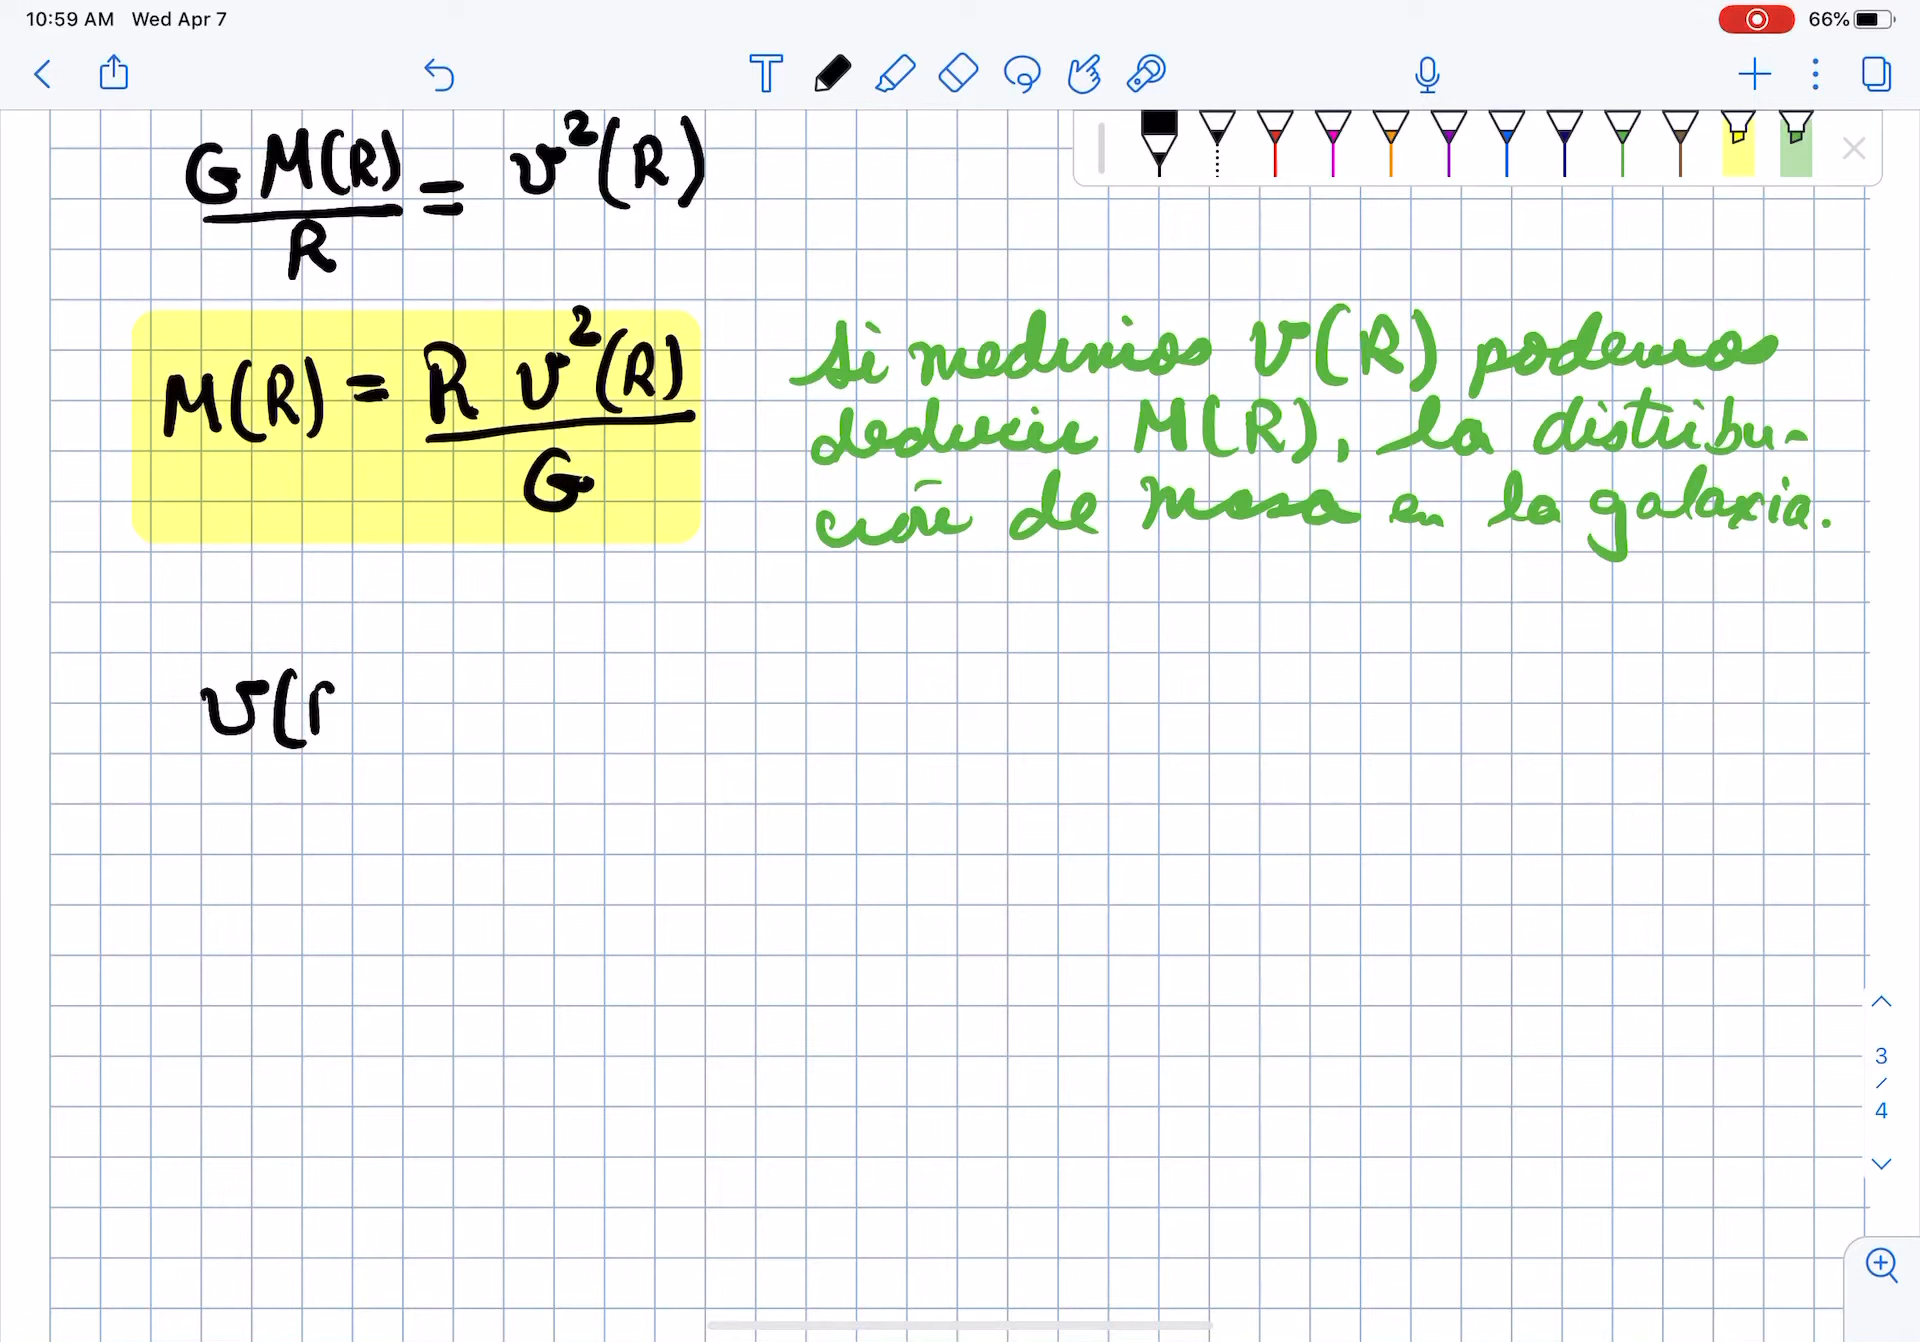 10:59 AM Wed Apr 7
66%
G M(R) / R = v²(R)
M(R) = R v²(R) / G
Si medimos v(R) podemos
deducir M(R), la distribu-
ción de masa en la galaxia.
v(r
3
/
4